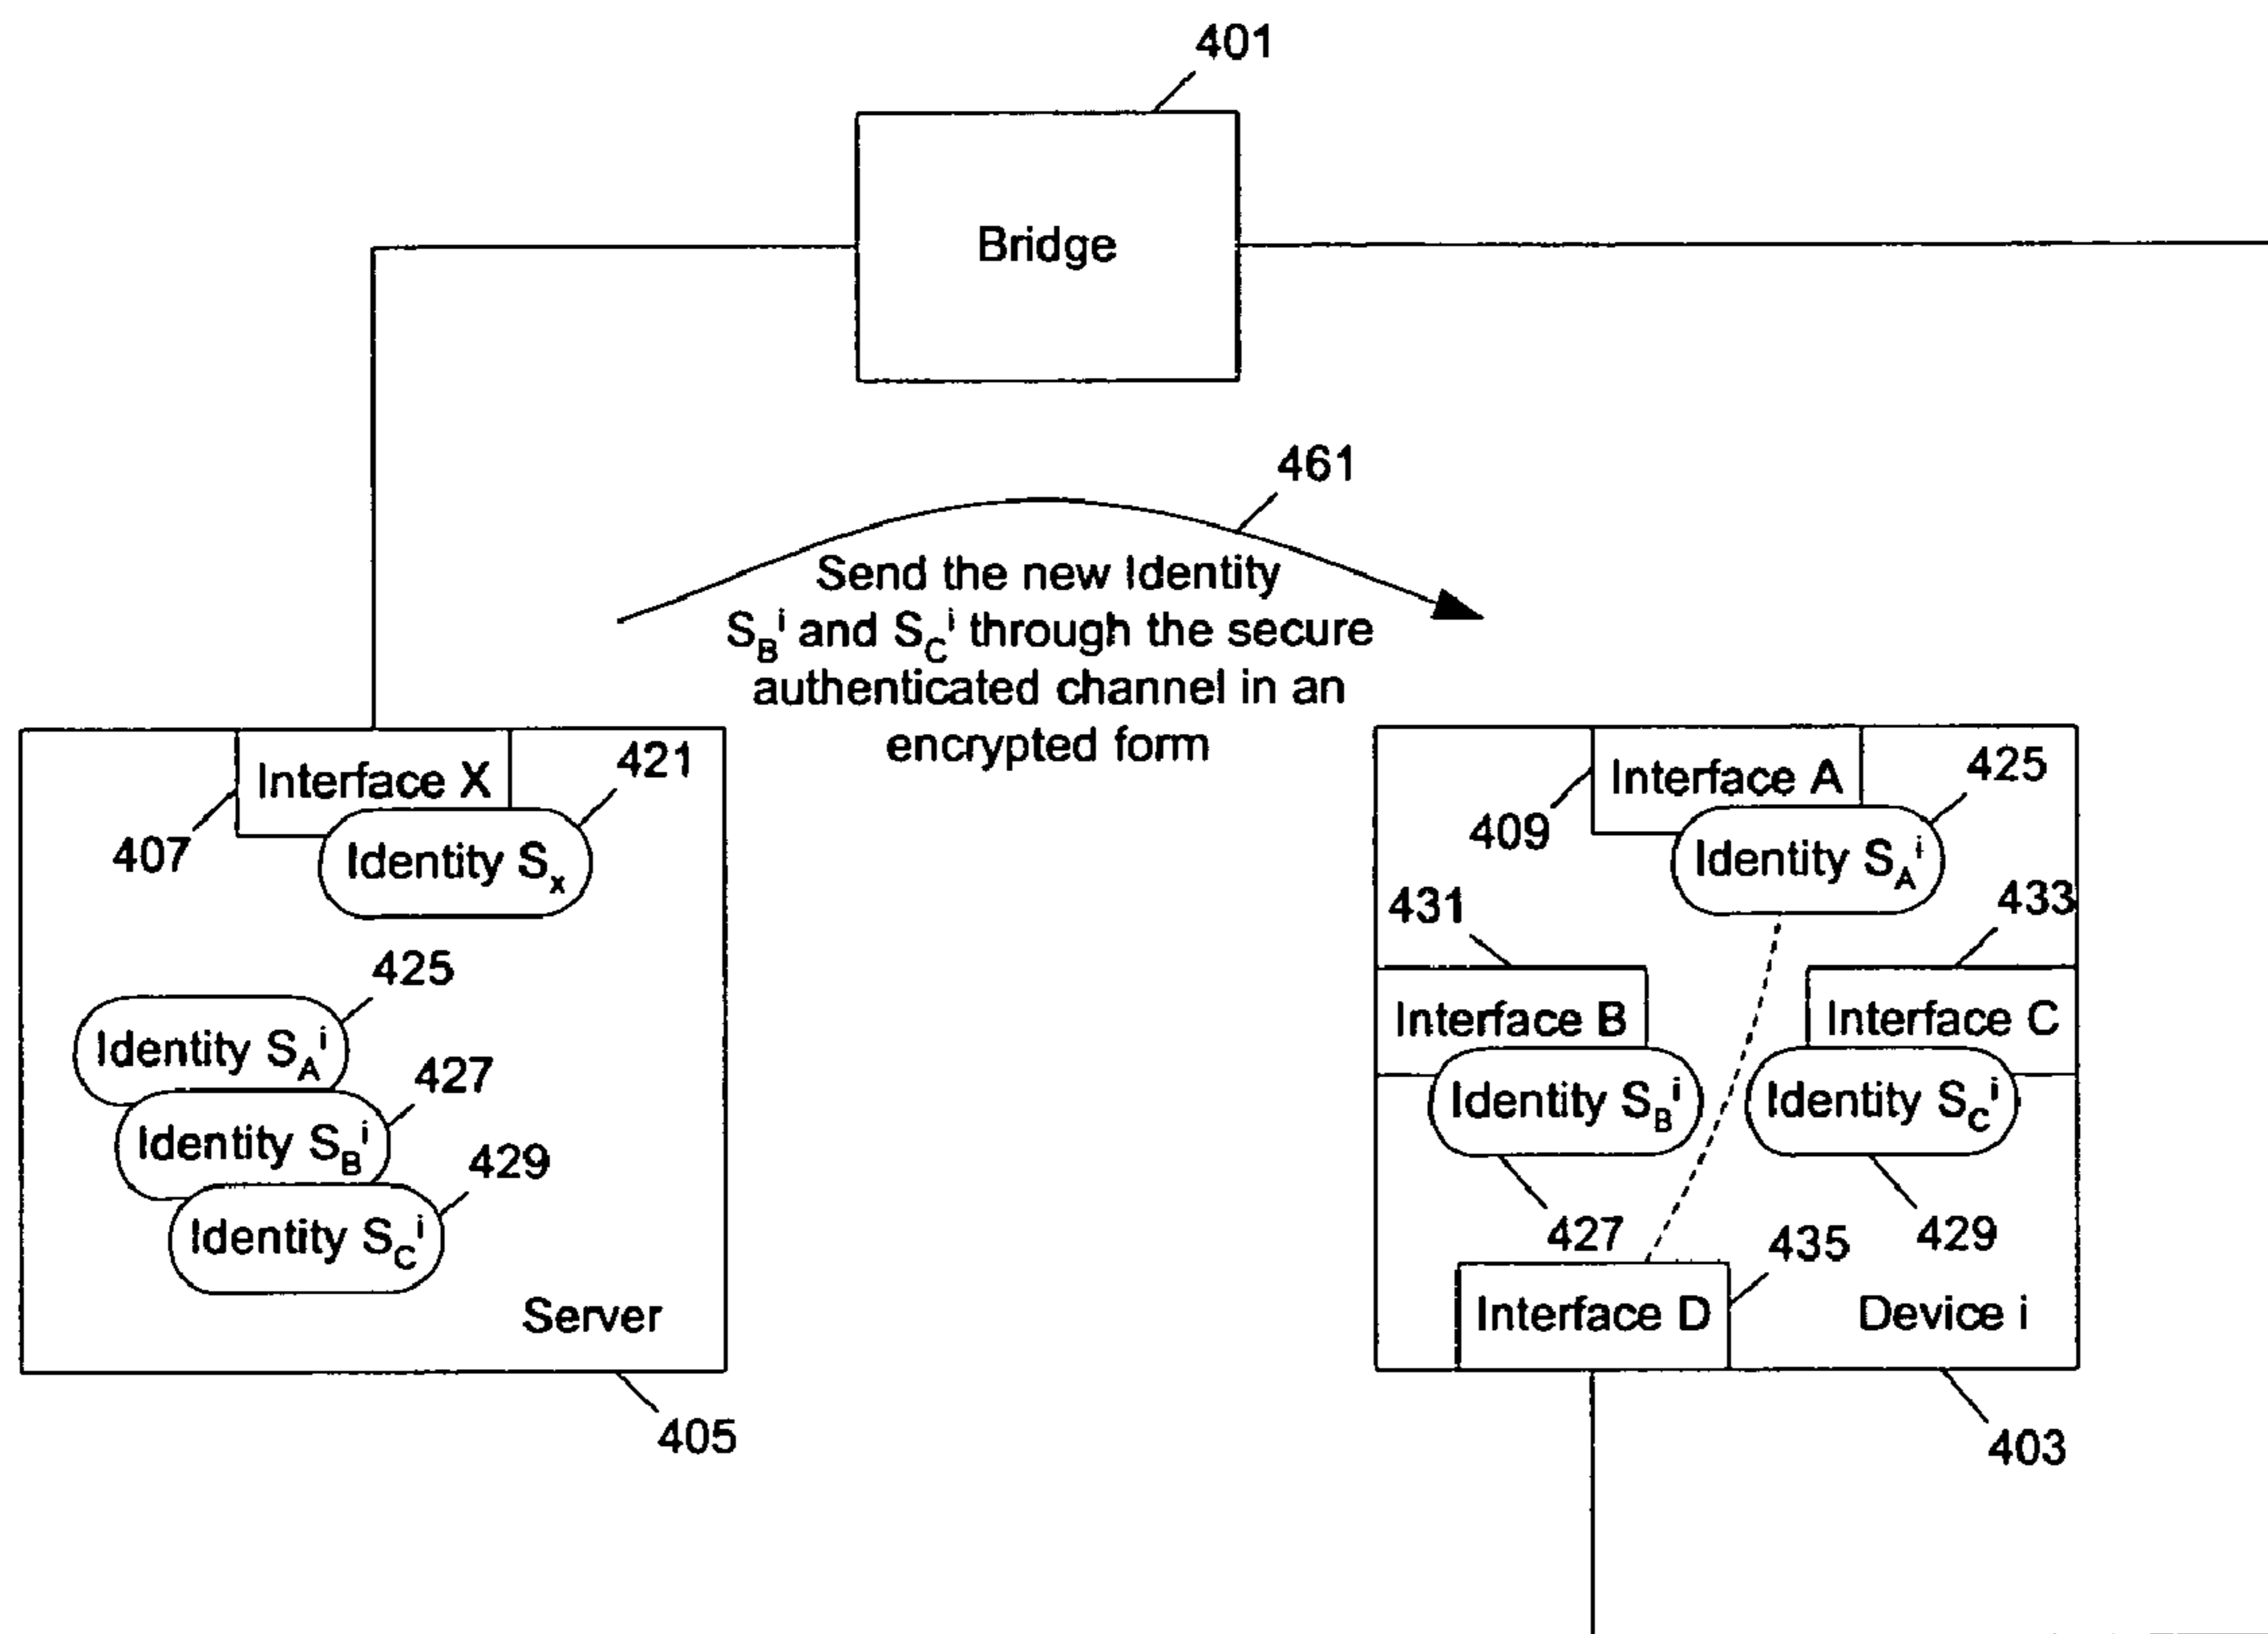 401
Bridge
461
Send the new Identity
S_B^i and S_C^i through the secure
authenticated channel in an
encrypted form
Interface X
421
407
Identity S_x
425
Identity S_A^i
427
Identity S_B^i
429
Identity S_C^i
Server
405
Interface A
425
409
Identity S_A^i
431
433
Interface B
Interface C
Identity S_B^i
Identity S_C^i
427
429
435
Interface D
Device i
403